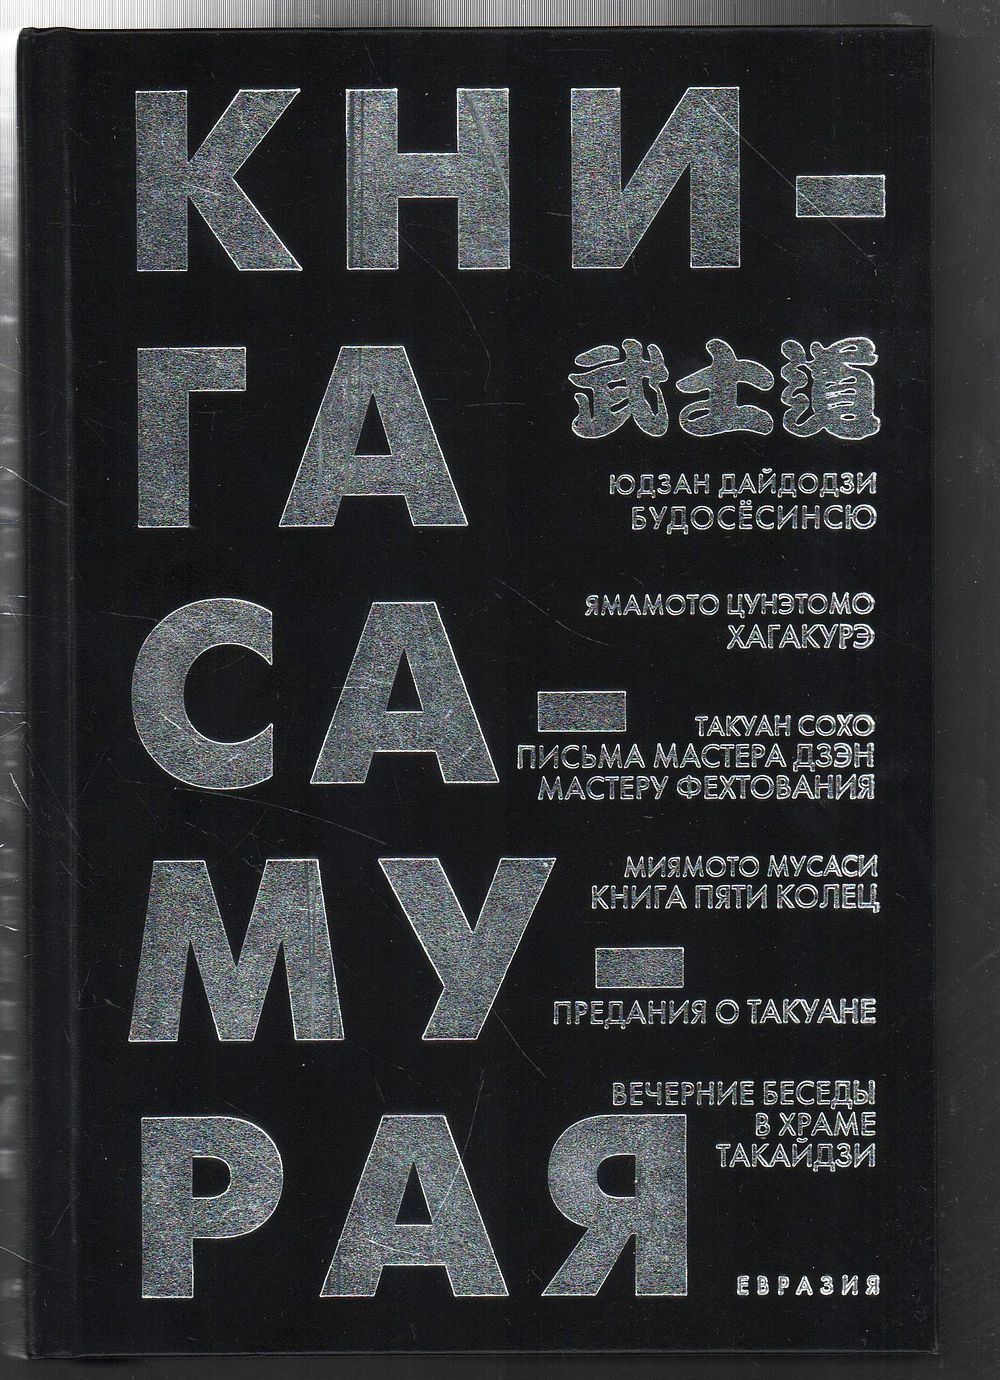 КНИ-
ГА
武士道
ЮДЗАН ДАЙДОДЗИ
БУДОСЁСИНСЮ
ЯМАМОТО ЦУНЭТОМО
ХАГАКУРЭ
СА-
ТАКУАН СОХО
ПИСЬМА МАСТЕРА ДЗЭН
МАСТЕРУ ФЕХТОВАНИЯ
МИЯМОТО МУСАСИ
КНИГА ПЯТИ КОЛЕЦ
МУ-
ПРЕДАНИЯ О ТАКУАНЕ
ВЕЧЕРНИЕ БЕСЕДЫ
В ХРАМЕ
ТАКАЙДЗИ
РАЯ
ЕВРАЗИЯ